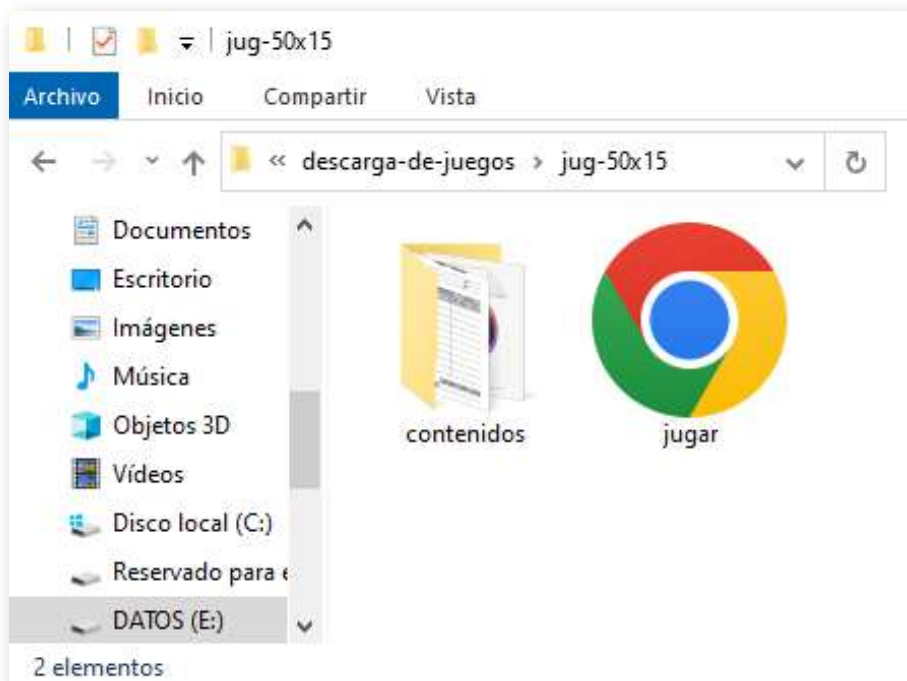 jug-50x15
Archivo Inicio Compartir Vista
« descarga-de-juegos › jug-50x15
Documentos
Escritorio
Imágenes
Música
Objetos 3D
Vídeos
Disco local (C:)
Reservado para e
DATOS (E:)
contenidos
jugar
2 elementos